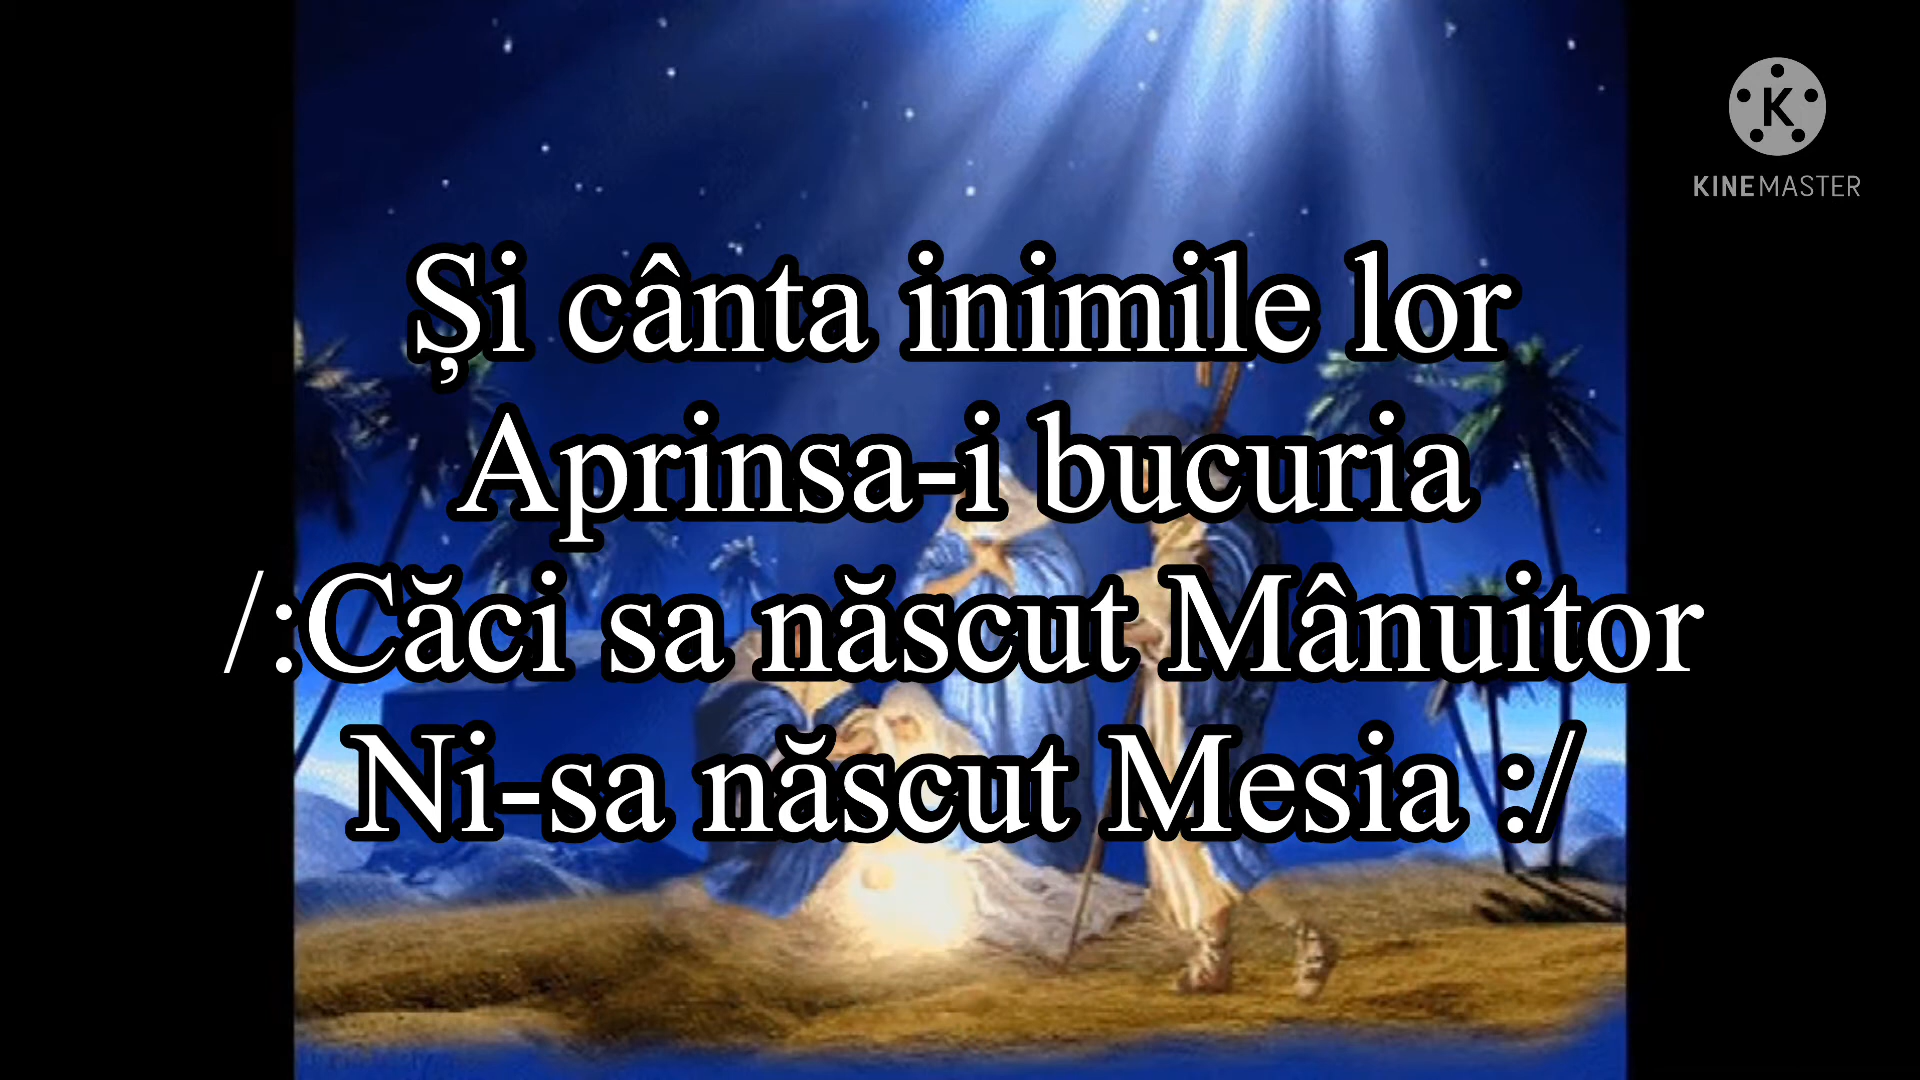 KINEMASTER
Și cânta inimile lor
Aprinsa-i bucuria
/:Căci sa născut Mânuitor
Ni-sa născut Mesia :/